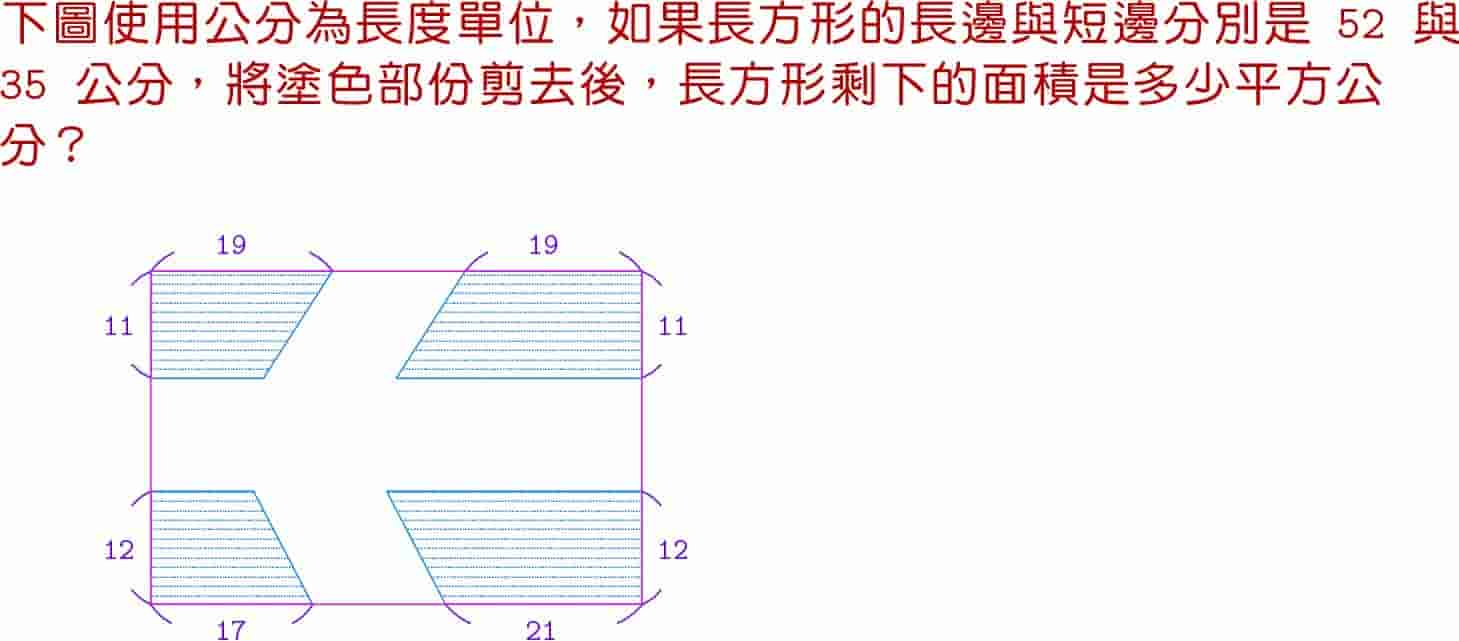 下圖使用公分為長度單位，如果長方形的長邊與短邊分別是 52 與
35 公分，將塗色部份剪去後，長方形剩下的面積是多少平方公
分？
19 19
11 11
12 12
17 21